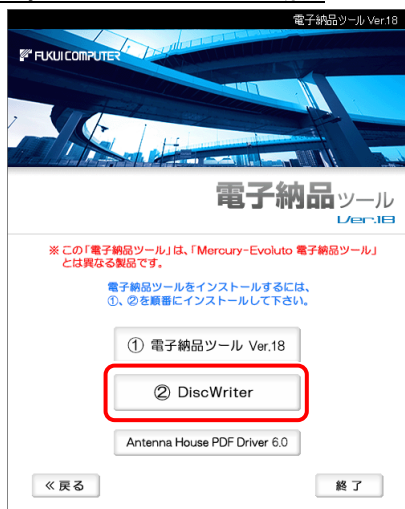 電子納品ツール Ver.18
FUKUI COMPUTER
電子納品ツール
Ver.18
※ この「電子納品ツール」は、「Mercury-Evoluto 電子納品ツール」
とは異なる製品です。
電子納品ツールをインストールするには、
①、②を順番にインストールして下さい。
① 電子納品ツール Ver.18
② DiscWriter
Antenna House PDF Driver 6.0
≪戻る
終了